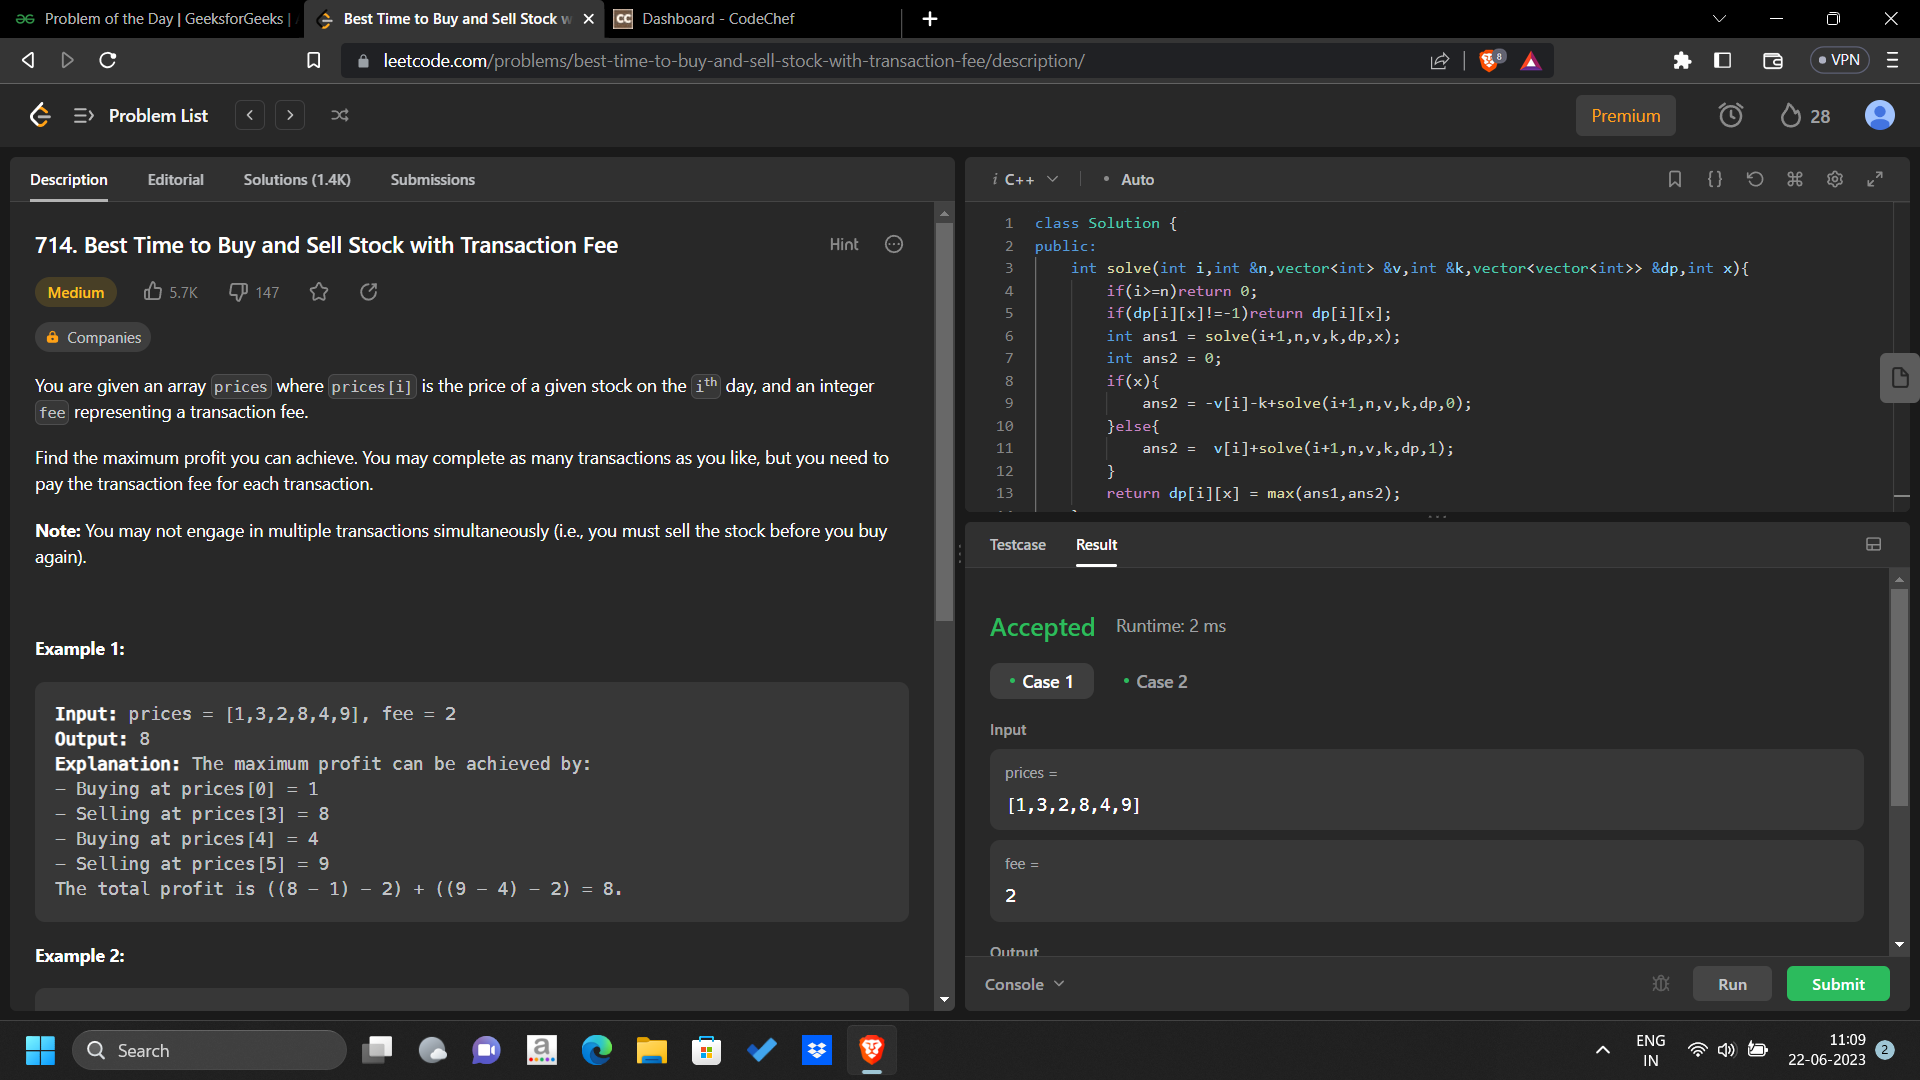 Problem of the Day | GeeksforGeeks |
Best Time to Buy and Sell Stock w
Dashboard - CodeChef
leetcode.com/problems/best-time-to-buy-and-sell-stock-with-transaction-fee/description/
8
VPN
Problem List
Premium
28
Description
Editorial
Solutions (1.4K)
Submissions
714. Best Time to Buy and Sell Stock with Transaction Fee
Hint
Medium
5.7K
147
Companies
You are given an array prices where prices[i] is the price of a given stock on the ith day, and an integer
fee representing a transaction fee.
Find the maximum profit you can achieve. You may complete as many transactions as you like, but you need to
pay the transaction fee for each transaction.
Note: You may not engage in multiple transactions simultaneously (i.e., you must sell the stock before you buy
again).
Example 1:
Input: prices = [1,3,2,8,4,9], fee = 2
Output: 8
Explanation: The maximum profit can be achieved by:
- Buying at prices[0] = 1
- Selling at prices[3] = 8
- Buying at prices[4] = 4
- Selling at prices[5] = 9
The total profit is ((8 - 1) - 2) + ((9 - 4) - 2) = 8.
Example 2:
i C++
• Auto
1 class Solution {
2 public:
3 int solve(int i,int &n,vector<int> &v,int &k,vector<vector<int>> &dp,int x){
4 if(i>=n)return 0;
5 if(dp[i][x]!=-1)return dp[i][x];
6 int ans1 = solve(i+1,n,v,k,dp,x);
7 int ans2 = 0;
8 if(x){
9 ans2 = -v[i]-k+solve(i+1,n,v,k,dp,0);
10 }else{
11 ans2 =  v[i]+solve(i+1,n,v,k,dp,1);
12 }
13 return dp[i][x] = max(ans1,ans2);
Testcase
Result
Accepted
Runtime: 2 ms
• Case 1
• Case 2
Input
prices =
[1,3,2,8,4,9]
fee =
2
Output
Console
Run
Submit
Search
ENG
IN
11:09
22-06-2023
2